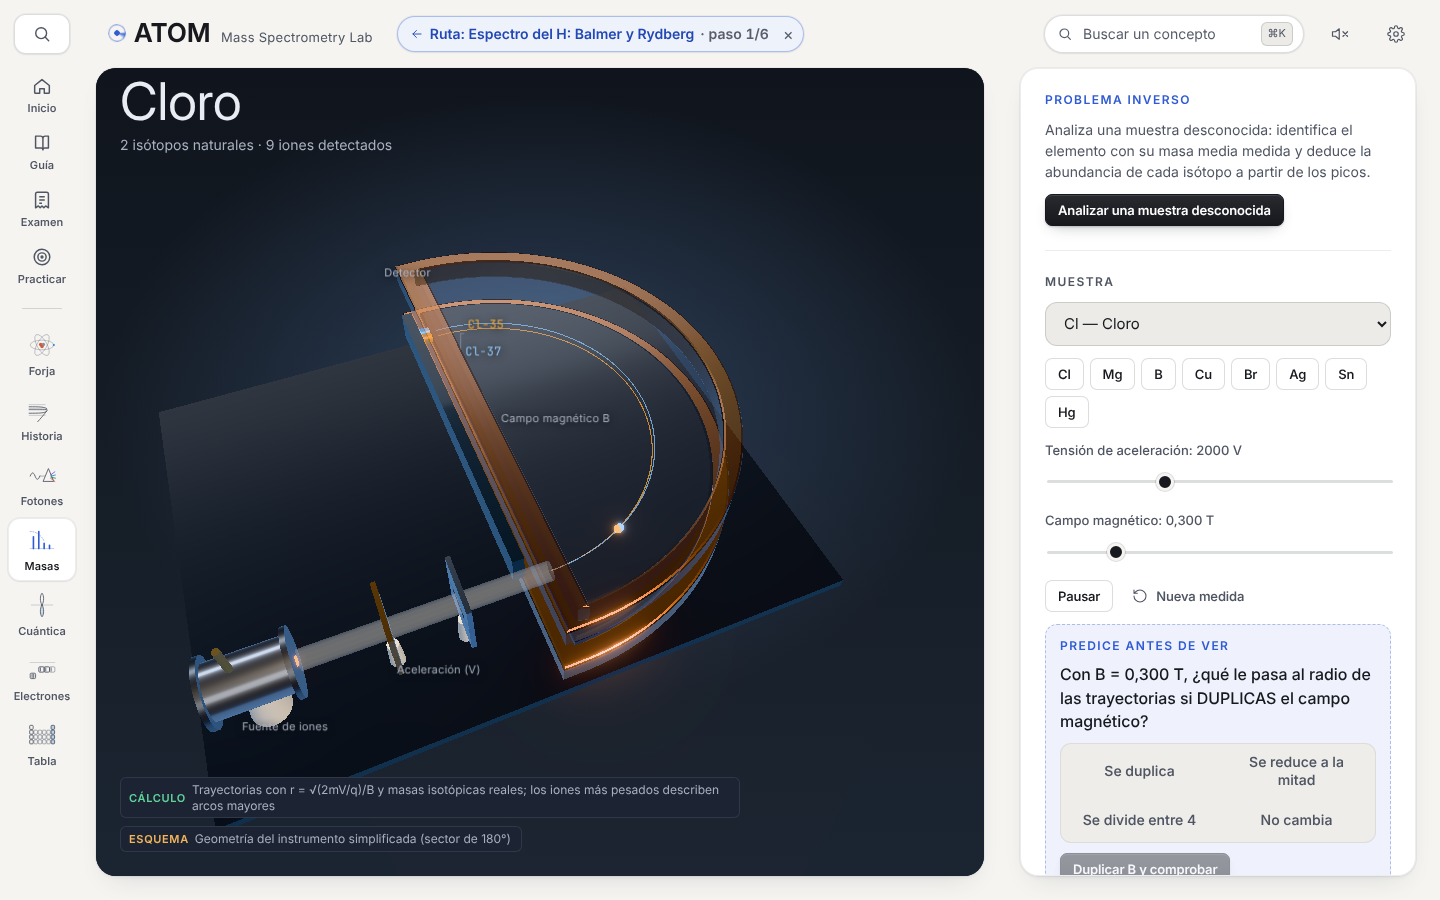 ATOM Mass Spectrometry Lab
← Ruta: Espectro del H: Balmer y Rydberg · paso 1/6 ×
Buscar un concepto ⌘K
Inicio
Guía
Examen
Practicar
Forja
Historia
Fotones
Masas
Cuántica
Electrones
Tabla
Cloro
2 isótopos naturales · 9 iones detectados
Detector
Cl-35
Cl-37
Campo magnético B
Aceleración (V)
Fuente de iones
CÁLCULO Trayectorias con r = √(2mV/q)/B y masas isotópicas reales; los iones más pesados describen
arcos mayores
ESQUEMA Geometría del instrumento simplificada (sector de 180°)
PROBLEMA INVERSO
Analiza una muestra desconocida: identifica el
elemento con su masa media medida y deduce la
abundancia de cada isótopo a partir de los picos.
Analizar una muestra desconocida
MUESTRA
Cl — Cloro
Cl Mg B Cu Br Ag Sn
Hg
Tensión de aceleración: 2000 V
Campo magnético: 0,300 T
Pausar Nueva medida
PREDICE ANTES DE VER
Con B = 0,300 T, ¿qué le pasa al radio de
las trayectorias si DUPLICAS el campo
magnético?
Se duplica
Se reduce a la
mitad
Se divide entre 4
No cambia
Duplicar B y comprobar